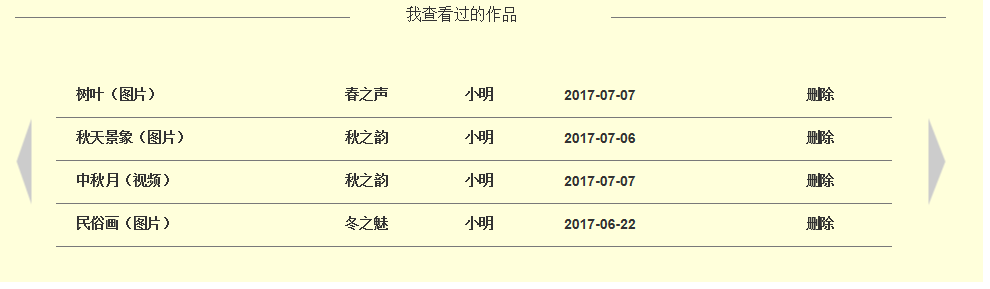 我查看过的作品
树叶（图片） 春之声 小明 2017-07-07 删除
秋天景象（图片） 秋之韵 小明 2017-07-06 删除
中秋月（视频） 秋之韵 小明 2017-07-07 删除
民俗画（图片） 冬之魅 小明 2017-06-22 删除